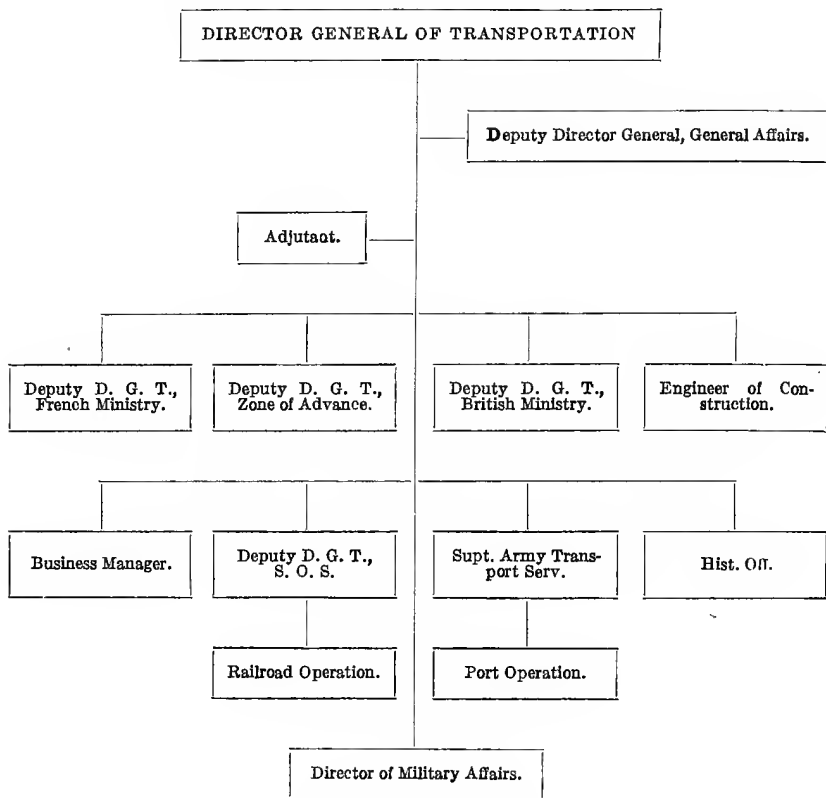 DIRECTOR GENERAL OF TRANSPORTATION
Deputy Director General, General Affairs.
Adjutant.
Deputy D. G. T.,
French Ministry.
Deputy D. G. T.,
Zone of Advance.
Deputy D. G. T.,
British Ministry.
Engineer of Con-
struction.
Business Manager.
Deputy D. G. T.,
S. O. S.
Supt. Army Trans-
port Serv.
Hist. Off.
Railroad Operation.
Port Operation.
Director of Military Affairs.